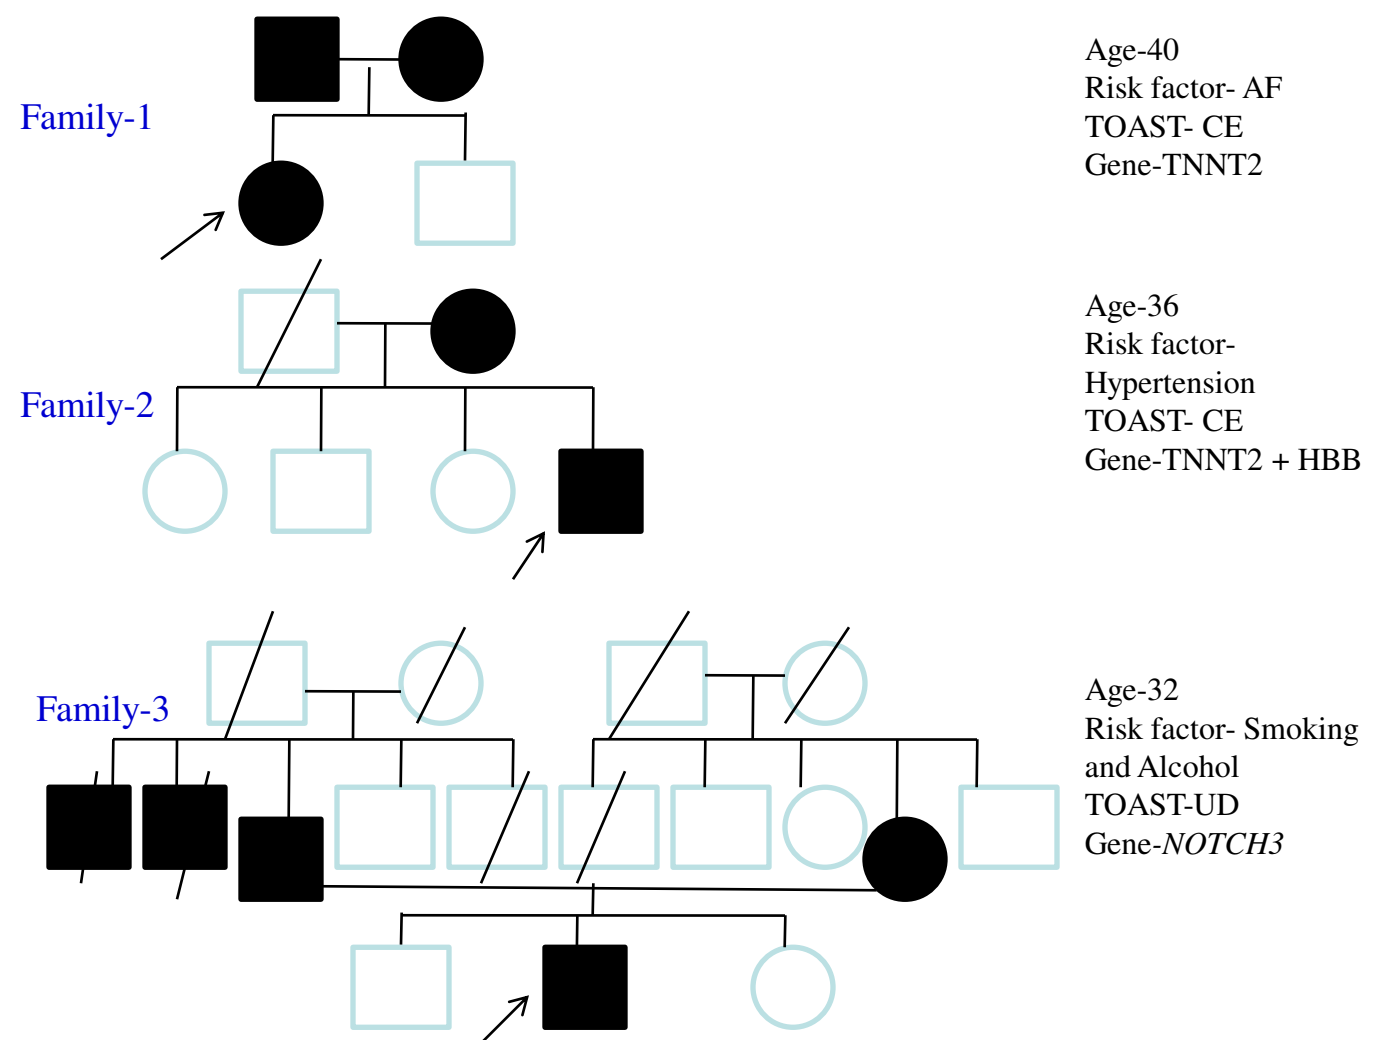 Family-1
Age-40
Risk factor- AF
TOAST- CE
Gene-TNNT2
Family-2
Age-36
Risk factor-
Hypertension
TOAST- CE
Gene-TNNT2 + HBB
Family-3
Age-32
Risk factor- Smoking
and Alcohol
TOAST-UD
Gene-NOTCH3